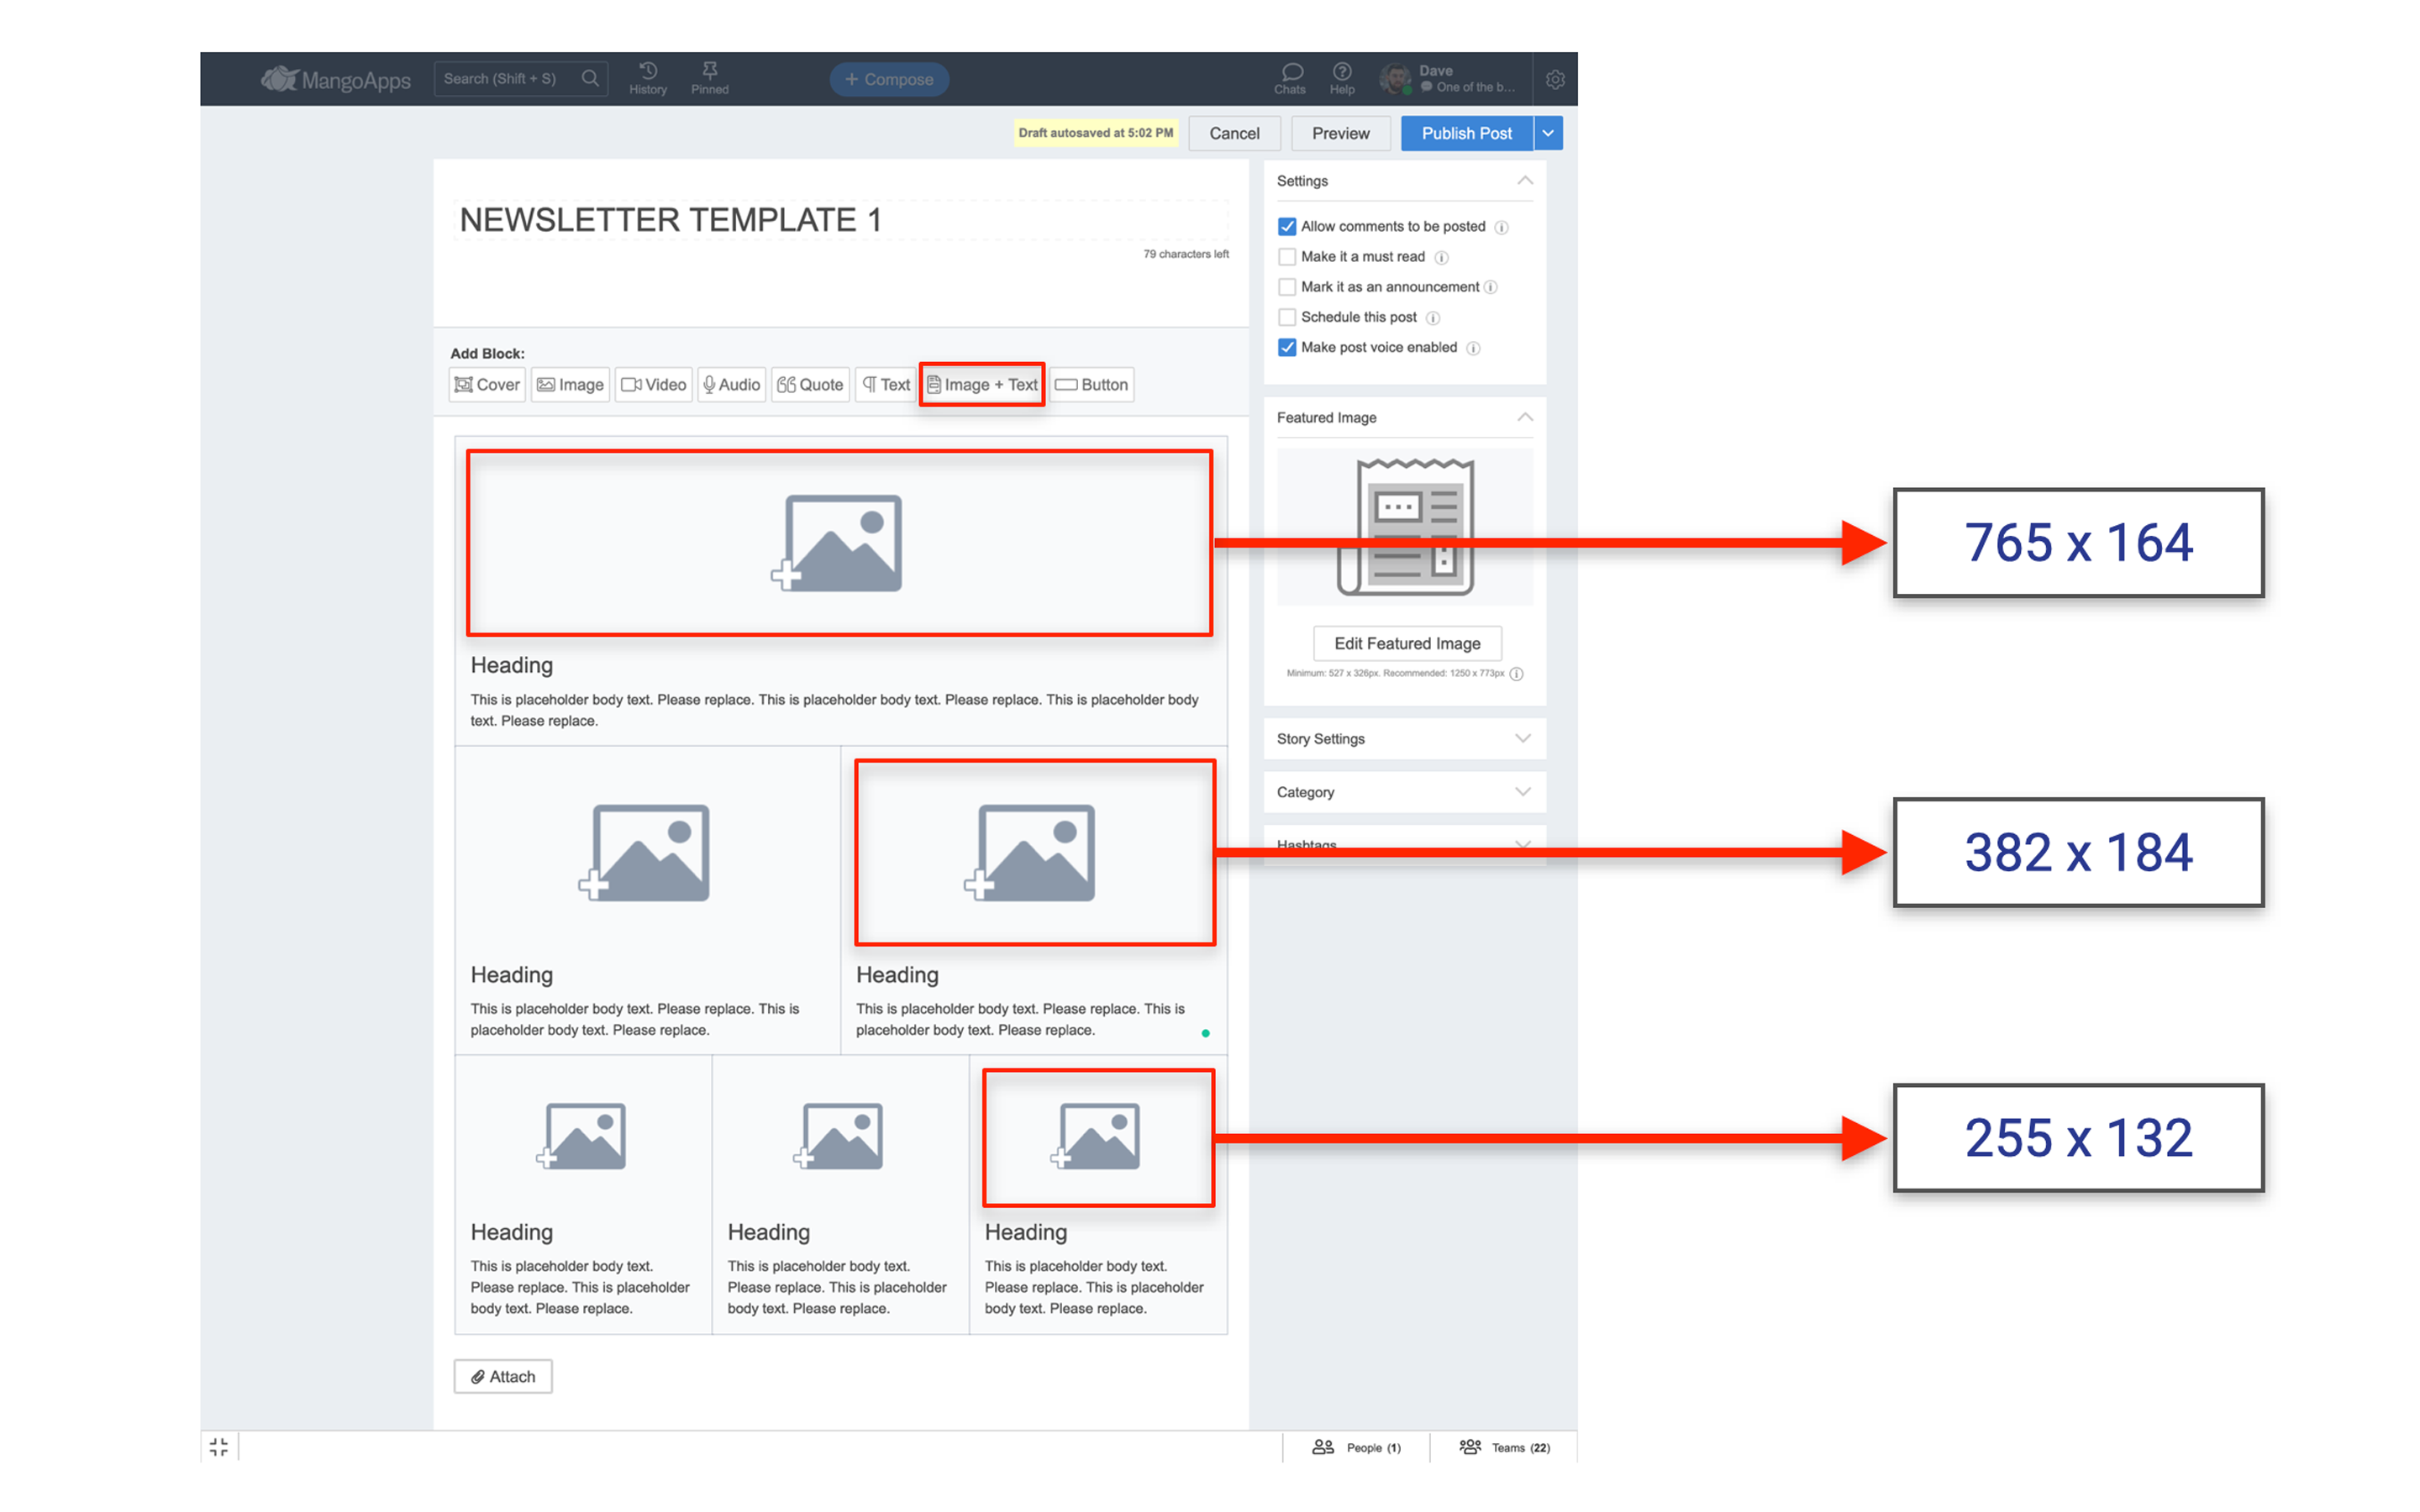 MangoApps
Search (Shift + S)
History
Pinned
+ Compose
Chats
Help
Dave
One of the b...
Draft autosaved at 5:02 PM
Cancel
Preview
Publish Post
NEWSLETTER TEMPLATE 1
79 characters left
Add Block:
Cover
Image
Video
Audio
Quote
Text
Image + Text
Button
Settings
Allow comments to be posted
Make it a must read
Mark it as an announcement
Schedule this post
Make post voice enabled
Featured Image
Edit Featured Image
Minimum: 527 x 326px. Recommended: 1250 x 773px
Story Settings
Category
Hashtags
765 x 164
Heading
This is placeholder body text. Please replace. This is placeholder body text. Please replace. This is placeholder body
text. Please replace.
382 x 184
Heading
This is placeholder body text. Please replace. This is
placeholder body text. Please replace.
Heading
This is placeholder body text. Please replace. This is
placeholder body text. Please replace.
255 x 132
Heading
This is placeholder body text.
Please replace. This is placeholder
body text. Please replace.
Heading
This is placeholder body text.
Please replace. This is placeholder
body text. Please replace.
Heading
This is placeholder body text.
Please replace. This is placeholder
body text. Please replace.
Attach
People (1)
Teams (22)